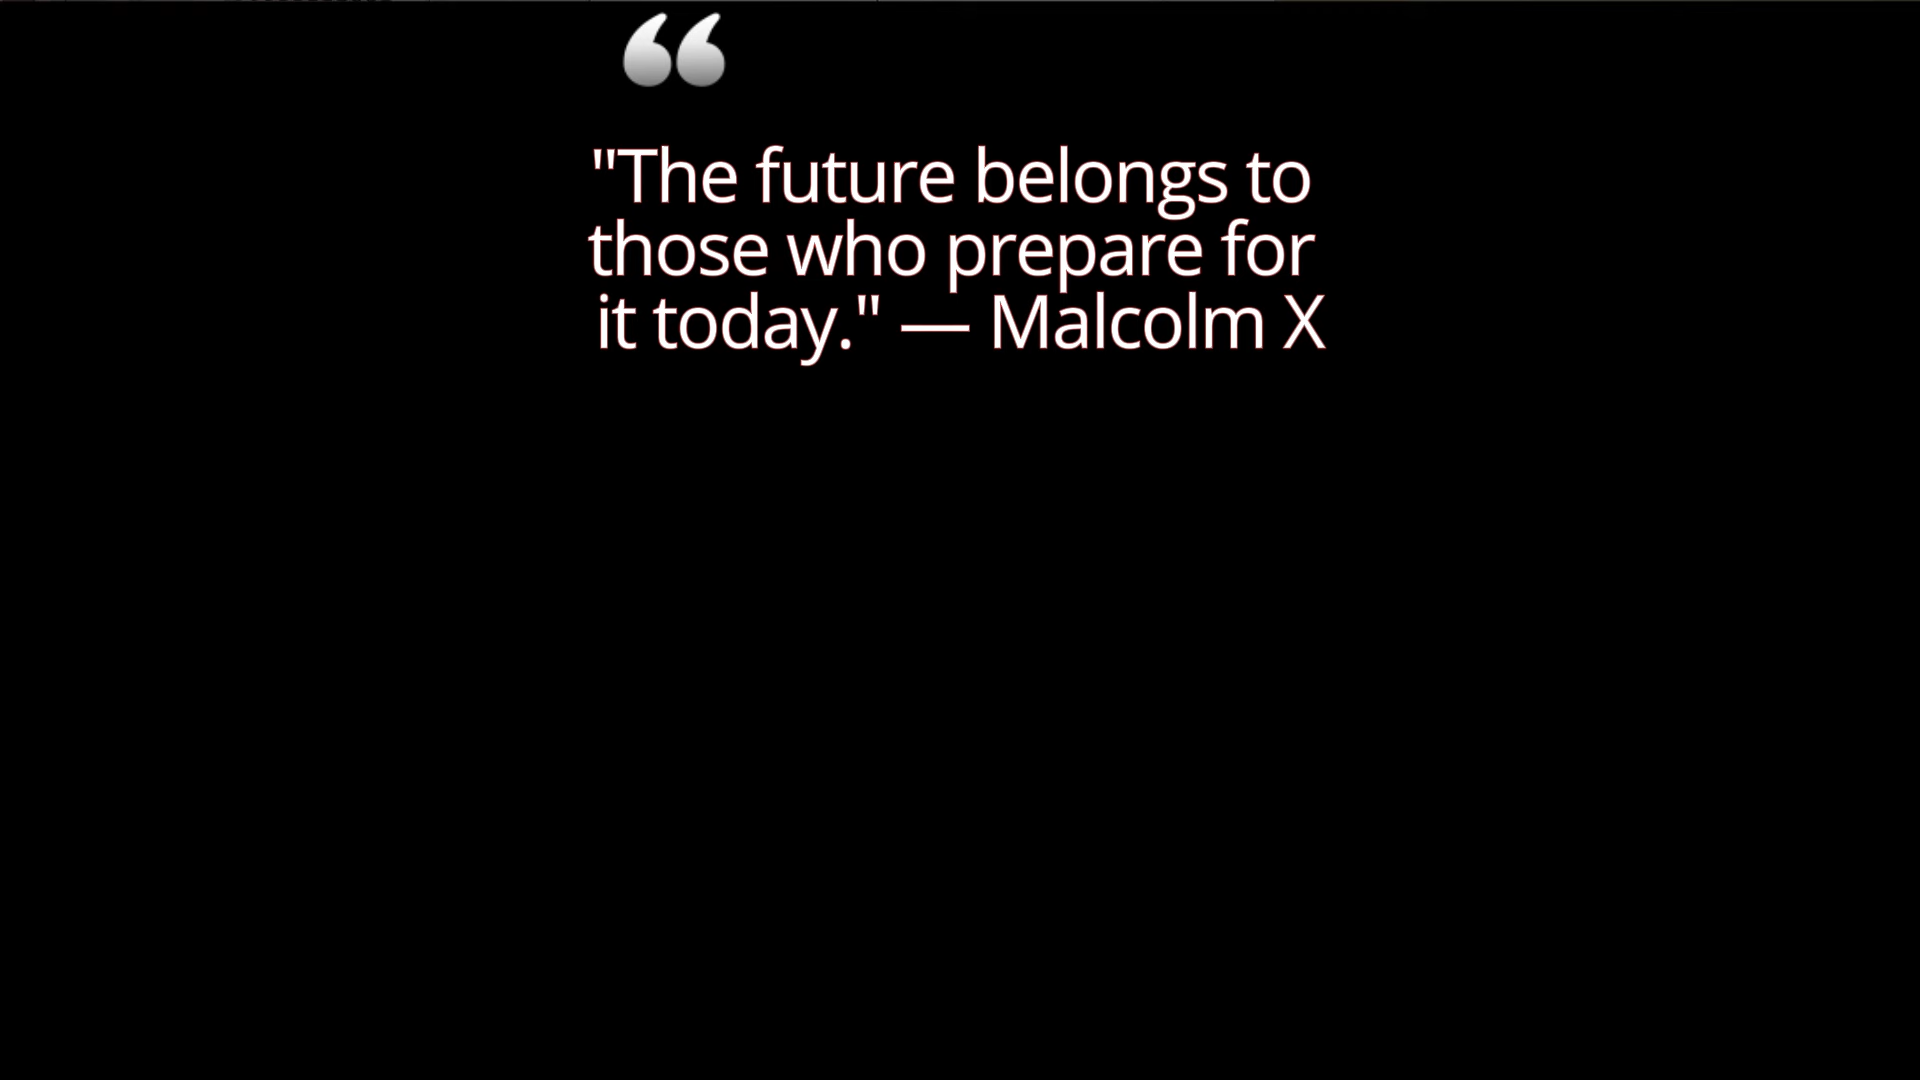 ❝
"The future belongs to
those who prepare for
it today." — Malcolm X